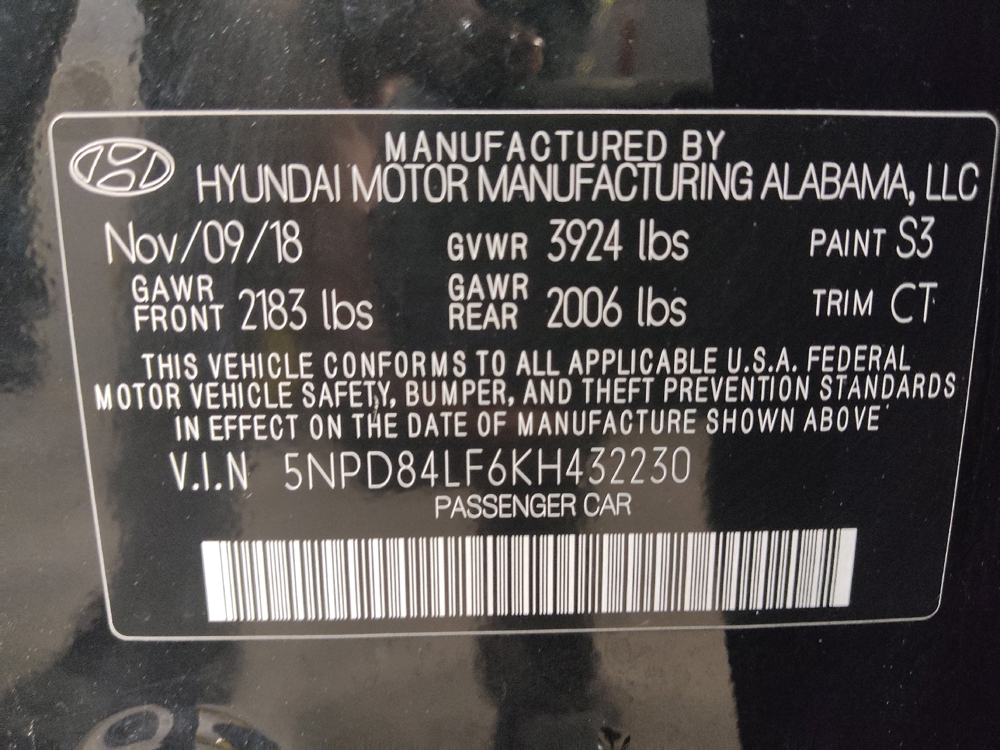 MANUFACTURED BY
HYUNDAI MOTOR MANUFACTURING ALABAMA, LLC
Nov/09/18 GVWR 3924 lbs PAINT S3
GAWR FRONT 2183 lbs GAWR REAR 2006 lbs TRIM CT
THIS VEHICLE CONFORMS TO ALL APPLICABLE U.S.A. FEDERAL
MOTOR VEHICLE SAFETY, BUMPER, AND THEFT PREVENTION STANDARDS
IN EFFECT ON THE DATE OF MANUFACTURE SHOWN ABOVE
V.I.N 5NPD84LF6KH432230
PASSENGER CAR